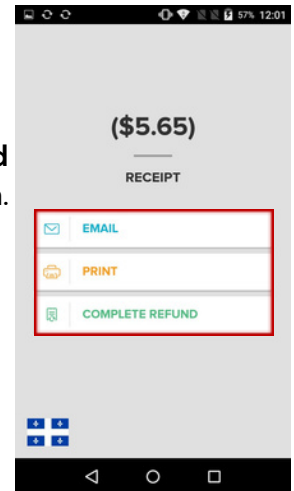 57% 12:01
($5.65)
RECEIPT
d
.
EMAIL
PRINT
COMPLETE REFUND